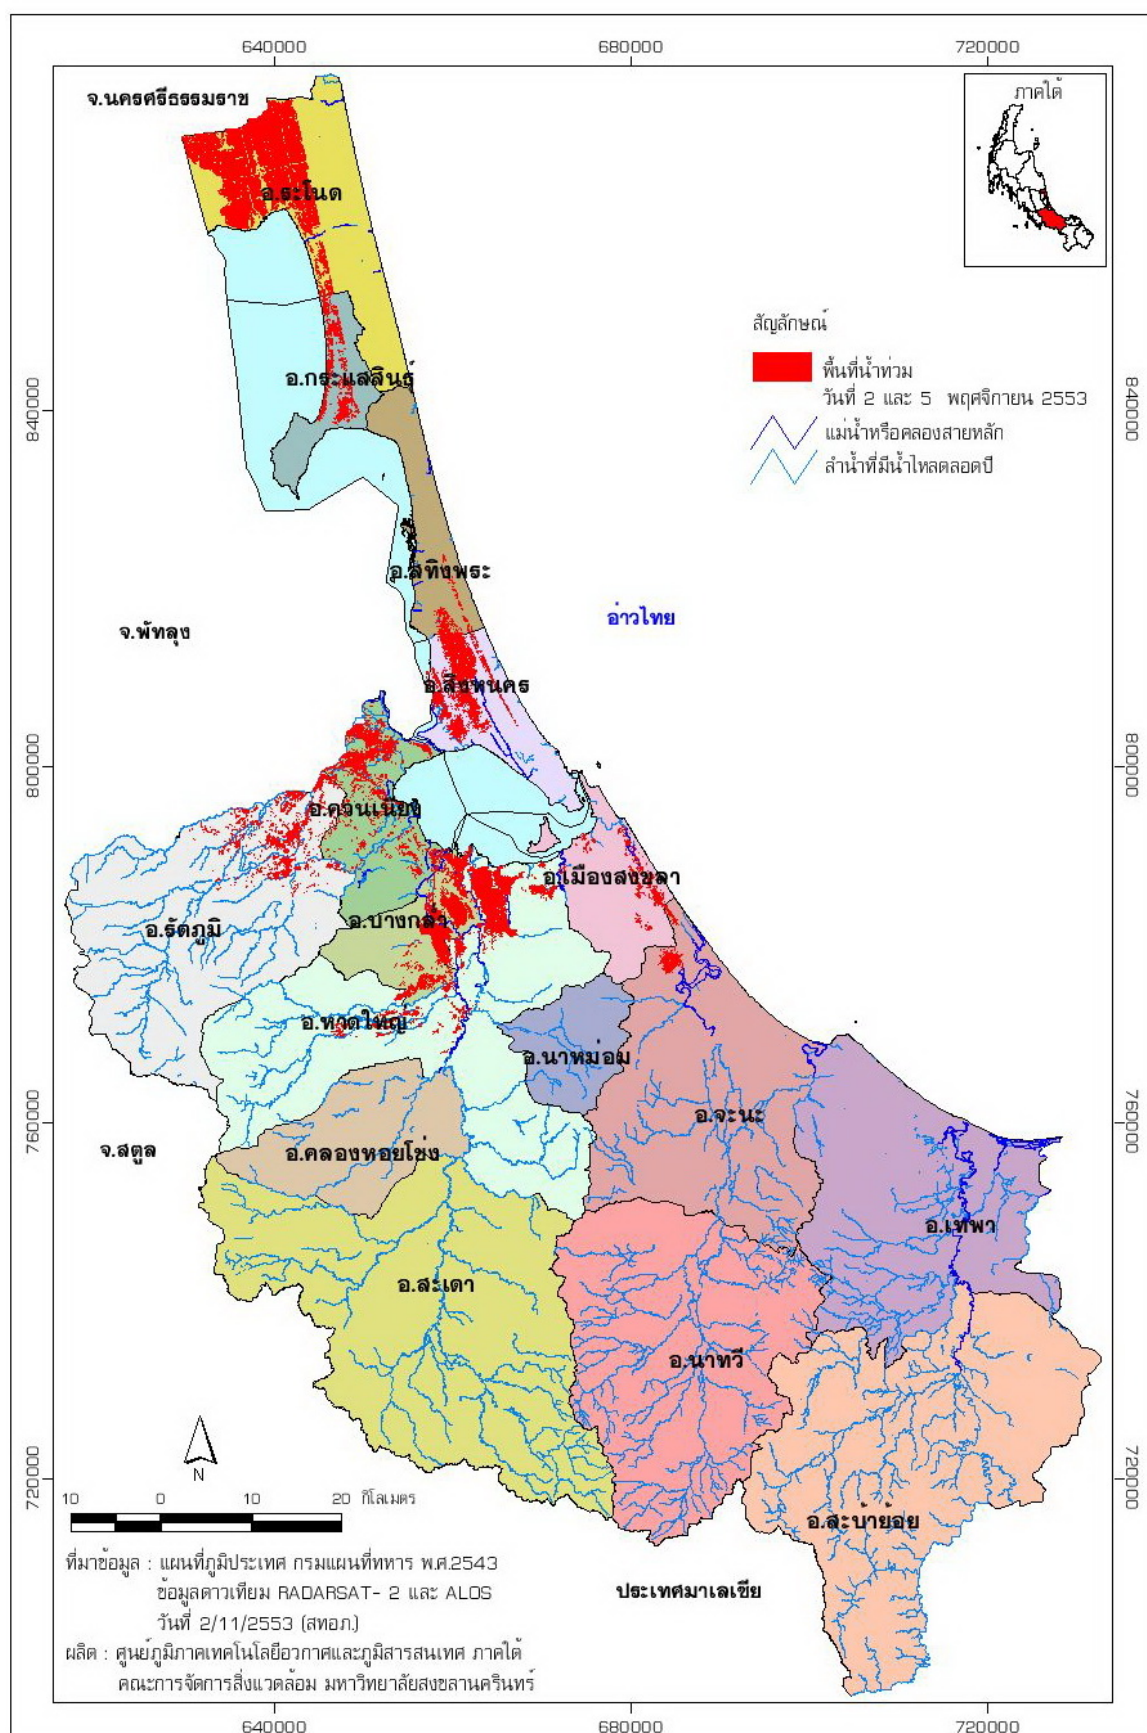 640000
680000
720000
จ.นครศรีธรรมราช
ภาคใต้
อ.ระโนด
สัญลักษณ์
พื้นที่น้ำท่วม
วันที่ 2 และ 5 พฤศจิกายน 2553
แม่น้ำหรือคลองสายหลัก
ลำน้ำที่มีน้ำไหลตลอดปี
อ.กระแสสินธุ์
840000
840000
อ.สทิงพระ
อ่าวไทย
จ.พัทลุง
อ.สิงหนคร
800000
800000
อ.ควนเนียง
อ.เมืองสงขลา
อ.บางกล่ำ
อ.รัตภูมิ
อ.หาดใหญ่
อ.นาหม่อม
อ.จะนะ
760000
760000
จ.สตูล
อ.คลองหอยโข่ง
อ.เทพา
อ.สะเดา
อ.นาทวี
N
720000
720000
10 0 10 20 กิโลเมตร
อ.สะบ้าย้อย
ที่มาข้อมูล : แผนที่ภูมิประเทศ กรมแผนที่ทหาร พ.ศ.2543
ข้อมูลดาวเทียม RADARSAT- 2 และ ALOS
วันที่ 2/11/2553 (สทอภ.)
ประเทศมาเลเซีย
ผลิต : ศูนย์ภูมิภาคเทคโนโลยีอวกาศและภูมิสารสนเทศ ภาคใต้
คณะการจัดการสิ่งแวดล้อม มหาวิทยาลัยสงขลานครินทร์
640000
680000
720000